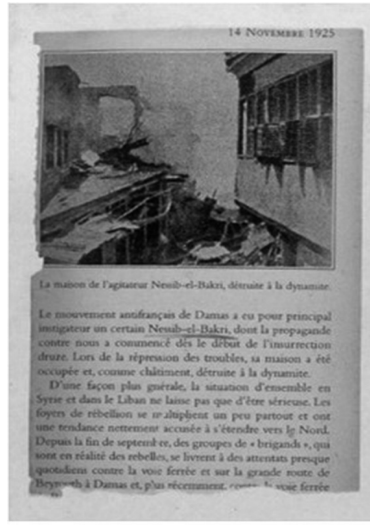 14 NOVEMBRE 1925
La maison de l'agitateur Nessib-el-Bakri, détruite à la dynamite.
Le mouvement antifrançais de Damas a eu pour principal
instigateur un certain Nessib-el-Bakri, dont la propagande
contre nous a commencé dès le début de l'insurrection
druze. Lors de la répression des troubles, sa maison a été
occupée et, comme châtiment, détruite à la dynamite.
D'une façon plus générale, la situation d'ensemble en
Syrie et dans le Liban ne laisse pas que d'être sérieuse. Les
foyers de rébellion se multiplient un peu partout et ont
une tendance nettement accusée à s'étendre vers le Nord.
Depuis la fin de septembre, des groupes de « brigands », qui
sont en réalité des rebelles, se livrent à des attentats presque
quotidiens contre la voie ferrée et sur la grande route de
Beyrouth à Damas et, plus récemment, contre la voie ferrée